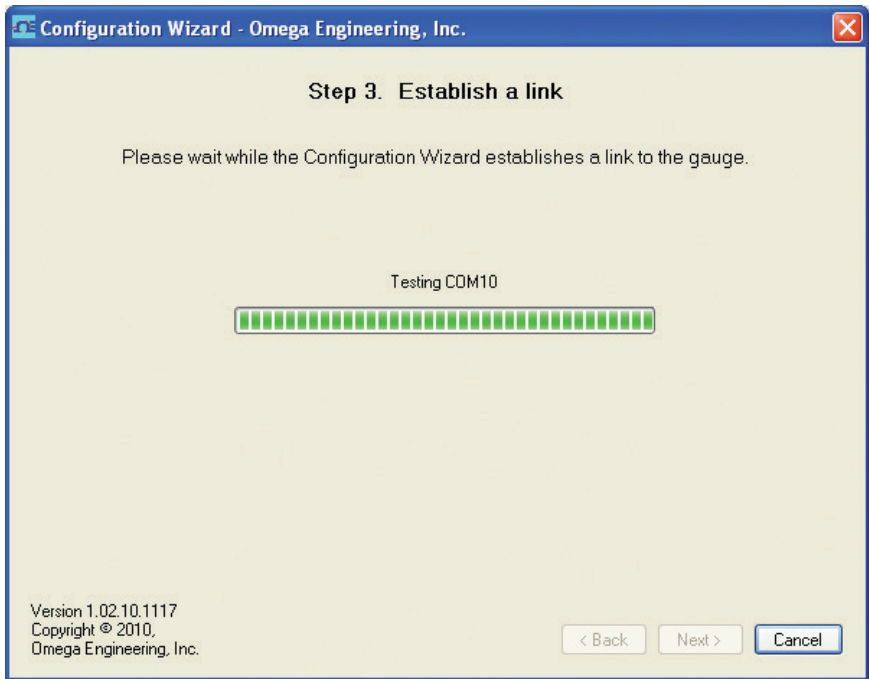 Configuration Wizard - Omega Engineering, Inc.
Step 3. Establish a link
Please wait while the Configuration Wizard establishes a link to the gauge.
Testing COM10
Version 1.02.10.1117
Copyright © 2010,
Omega Engineering, Inc.
< Back Next > Cancel